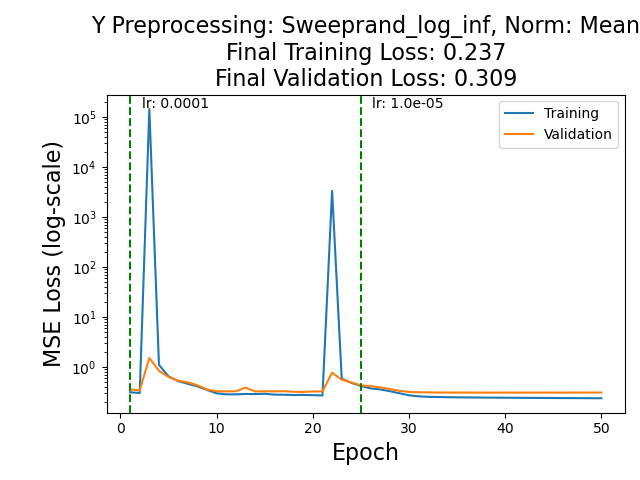 Y Preprocessing: Sweeprand_log_inf, Norm: Mean
Final Training Loss: 0.237
Final Validation Loss: 0.309
lr: 0.0001
lr: 1.0e-05
Training
Validation
10⁵
10⁴
10³
10²
10¹
10⁰
MSE Loss (log-scale)
0 10 20 30 40 50
Epoch